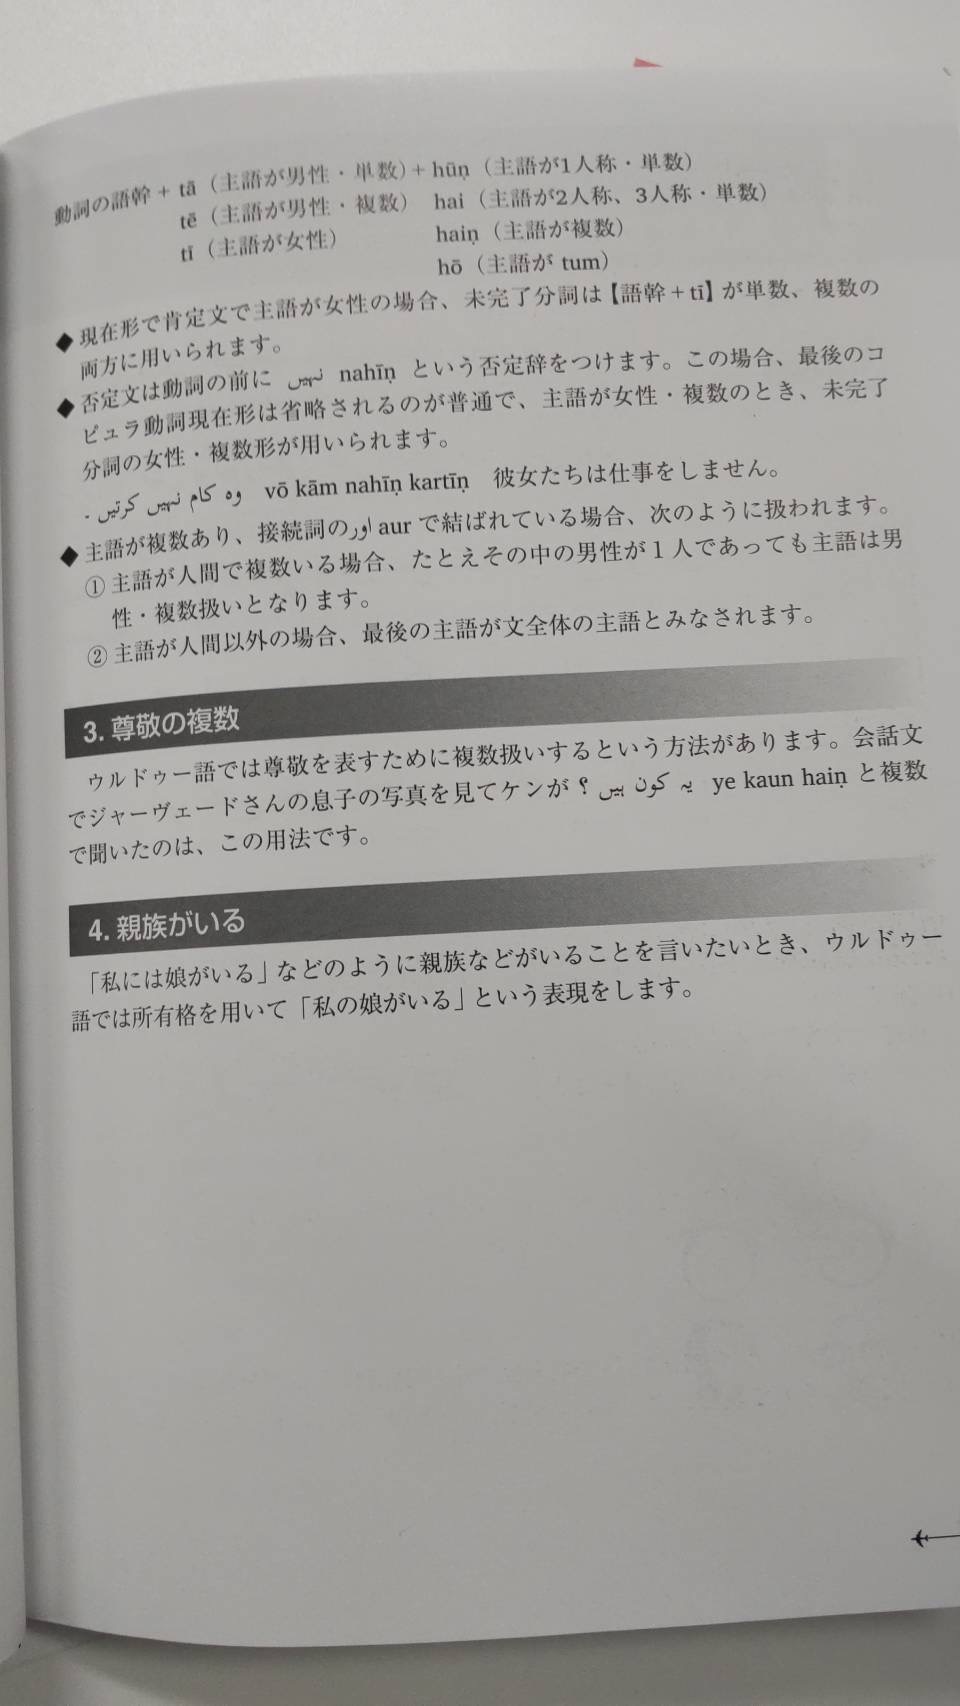 動詞の語幹 + tā（主語が男性・単数）+ hūṇ（主語が1人称・単数）
tē（主語が男性・複数） hai（主語が2人称、3人称・単数）
tī（主語が女性） haiṇ（主語が複数）
hō（主語が tum）
◆ 現在形で肯定文で主語が女性の場合、未完了分詞は【語幹 + tī】が単数、複数の
両方に用いられます。
◆ 否定文は動詞の前に نہیں nahīṇ という否定辞をつけます。この場合、最後のコ
ピュラ動詞現在形は省略されるのが普通で、主語が女性・複数のとき、未完了
分詞の女性・複数形が用いられます。
وہ کام نہیں کرتیں ۔ vō kām nahīṇ kartīṇ 彼女たちは仕事をしません。
◆ 主語が複数あり、接続詞の اور aur で結ばれている場合、次のように扱われます。
① 主語が人間で複数いる場合、たとえその中の男性が 1 人であっても主語は男
性・複数扱いとなります。
② 主語が人間以外の場合、最後の主語が文全体の主語とみなされます。
3. 尊敬の複数
ウルドゥー語では尊敬を表すために複数扱いするという方法があります。会話文
でジャーヴェードさんの息子の写真を見てケンが یہ کون ہیں ؟ ye kaun haiṇ と複数
で聞いたのは、この用法です。
4. 親族がいる
「私には娘がいる」などのように親族などがいることを言いたいとき、ウルドゥー
語では所有格を用いて「私の娘がいる」という表現をします。